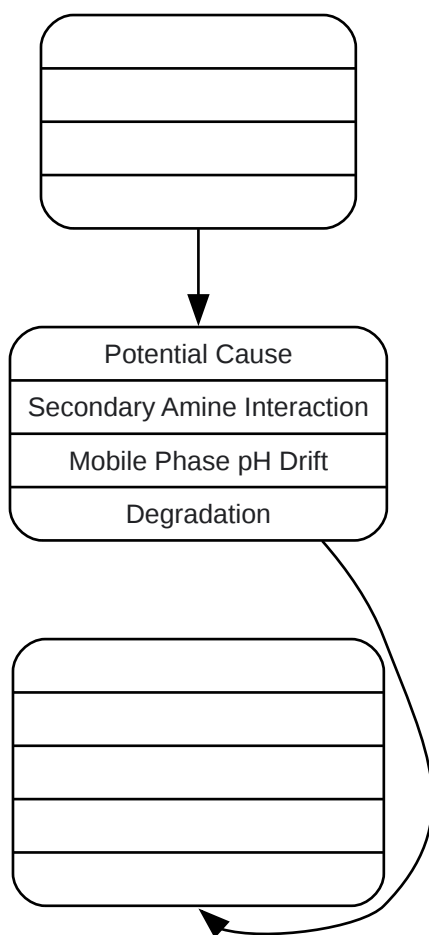 Potential Cause
Secondary Amine Interaction
Mobile Phase pH Drift
Degradation